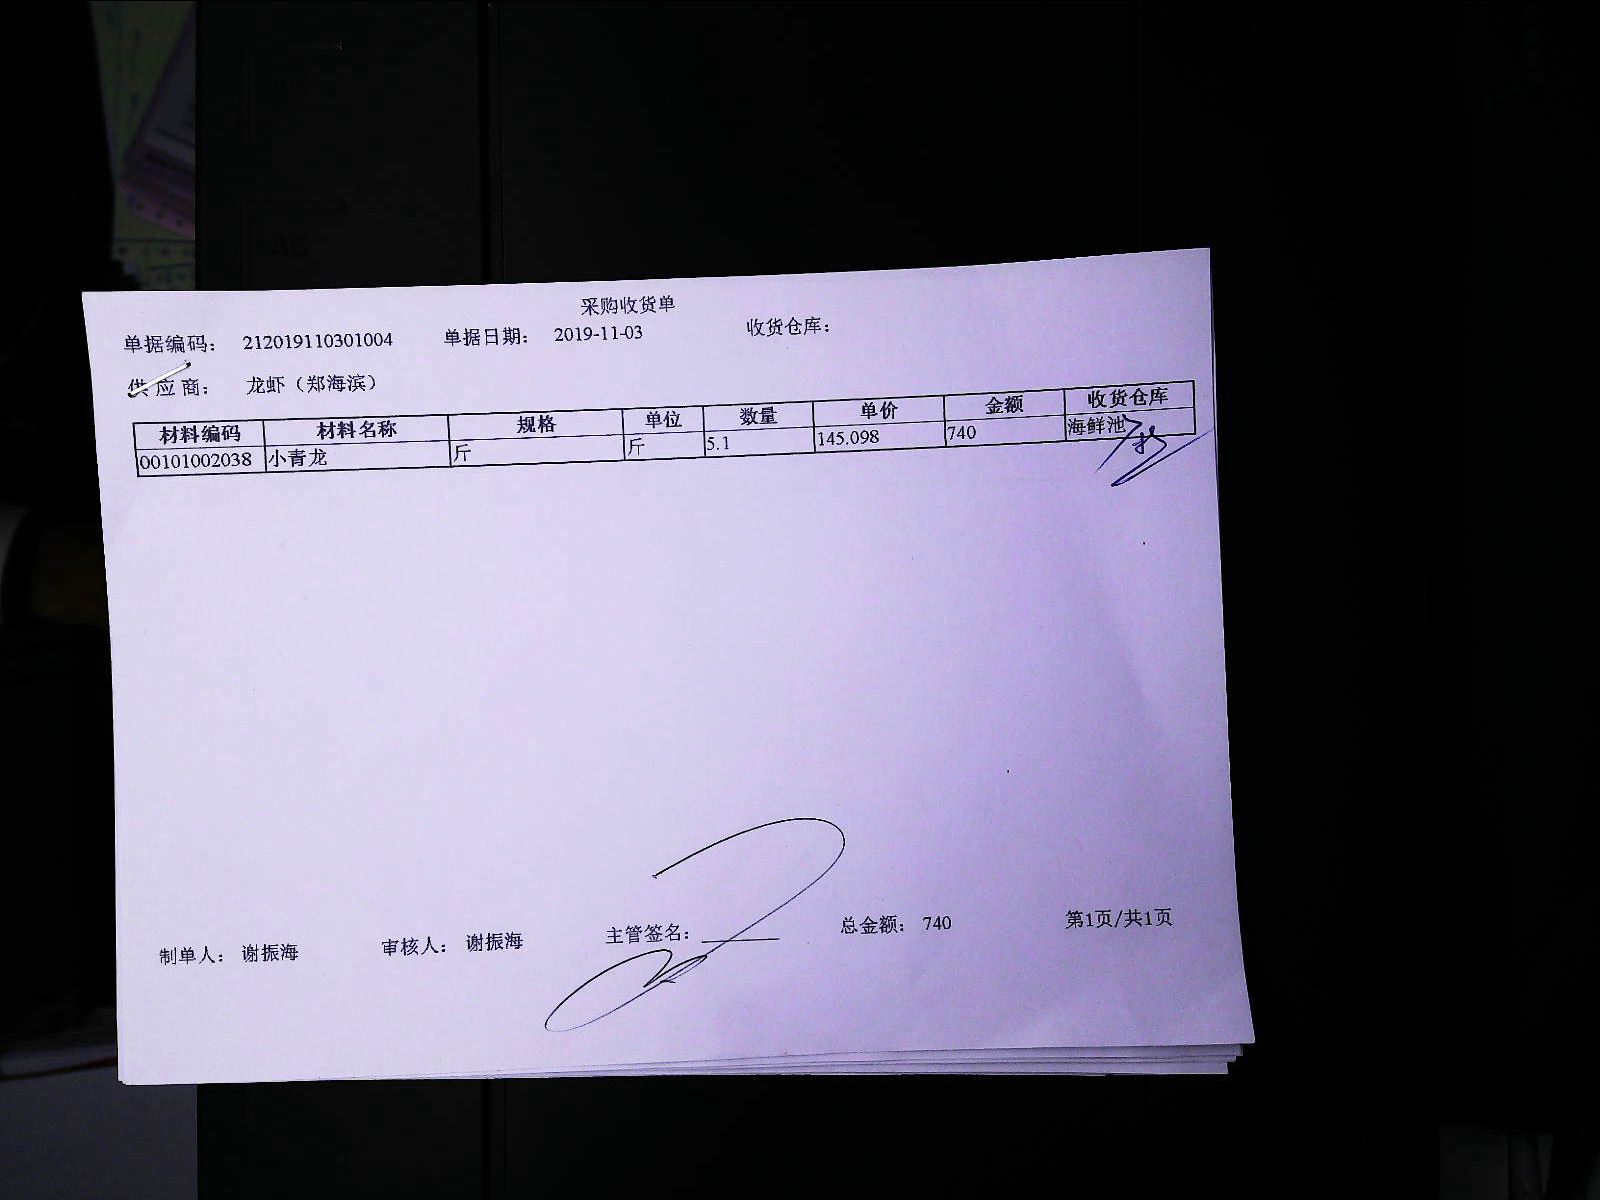 采购收货单
单据编码： 212019110301004 单据日期： 2019-11-03 收货仓库：
供应商： 龙虾（郑海滨）
材料编码 材料名称 规格 单位 数量 单价 金额 收货仓库
00101002038 小青龙 斤 斤 5.1 145.098 740 海鲜池
制单人： 谢振海 审核人： 谢振海 主管签名： 总金额： 740 第1页/共1页